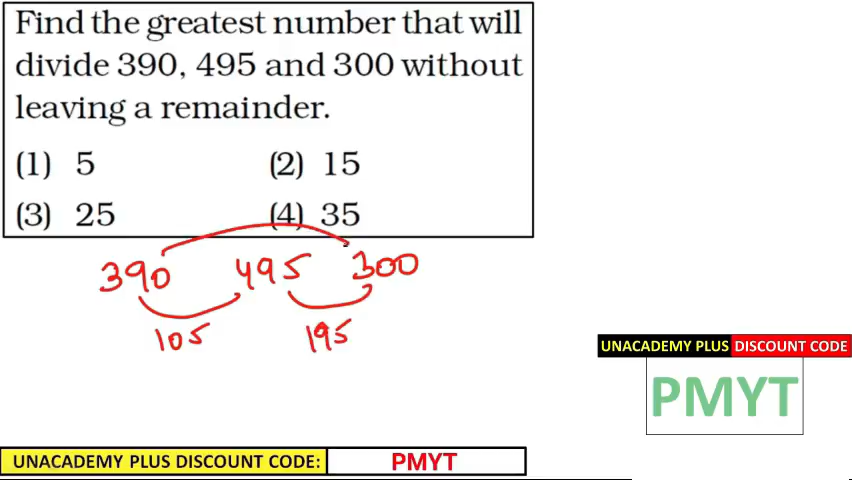 Find the greatest number that will
divide 390, 495 and 300 without
leaving a remainder.
(1) 5 (2) 15
(3) 25 (4) 35
390 495 300
105 195
UNACADEMY PLUS DISCOUNT CODE
PMYT
UNACADEMY PLUS DISCOUNT CODE: PMYT